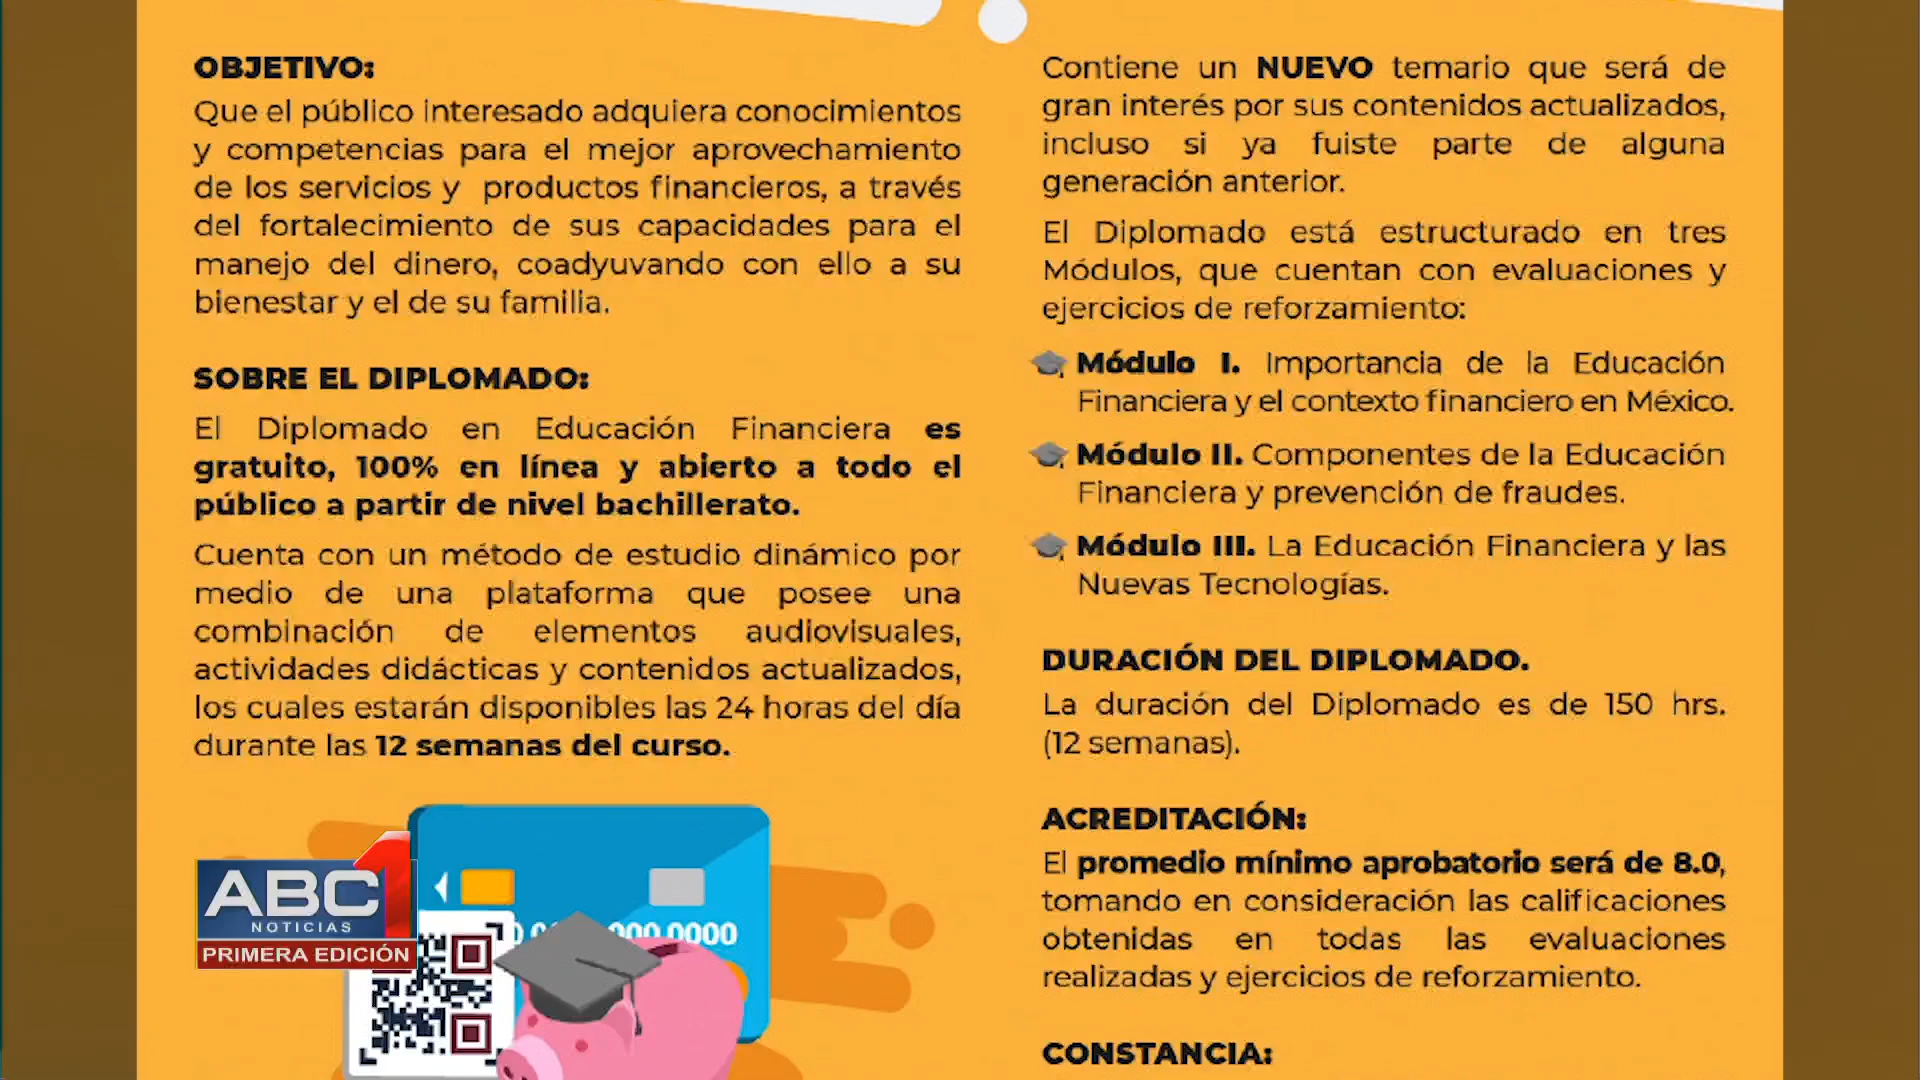 OBJETIVO:
Que el público interesado adquiera conocimientos
y competencias para el mejor aprovechamiento
de los servicios y productos financieros, a través
del fortalecimiento de sus capacidades para el
manejo del dinero, coadyuvando con ello a su
bienestar y el de su familia.
SOBRE EL DIPLOMADO:
El Diplomado en Educación Financiera es
gratuito, 100% en línea y abierto a todo el
público a partir de nivel bachillerato.
Cuenta con un método de estudio dinámico por
medio de una plataforma que posee una
combinación de elementos audiovisuales,
actividades didácticas y contenidos actualizados,
los cuales estarán disponibles las 24 horas del día
durante las 12 semanas del curso.
Contiene un NUEVO temario que será de
gran interés por sus contenidos actualizados,
incluso si ya fuiste parte de alguna
generación anterior.
El Diplomado está estructurado en tres
Módulos, que cuentan con evaluaciones y
ejercicios de reforzamiento:
Módulo I. Importancia de la Educación
Financiera y el contexto financiero en México.
Módulo II. Componentes de la Educación
Financiera y prevención de fraudes.
Módulo III. La Educación Financiera y las
Nuevas Tecnologías.
DURACIÓN DEL DIPLOMADO.
La duración del Diplomado es de 150 hrs.
(12 semanas).
ACREDITACIÓN:
El promedio mínimo aprobatorio será de 8.0,
tomando en consideración las calificaciones
obtenidas en todas las evaluaciones
realizadas y ejercicios de reforzamiento.
CONSTANCIA:
ABC 1
NOTICIAS
PRIMERA EDICIÓN
0000